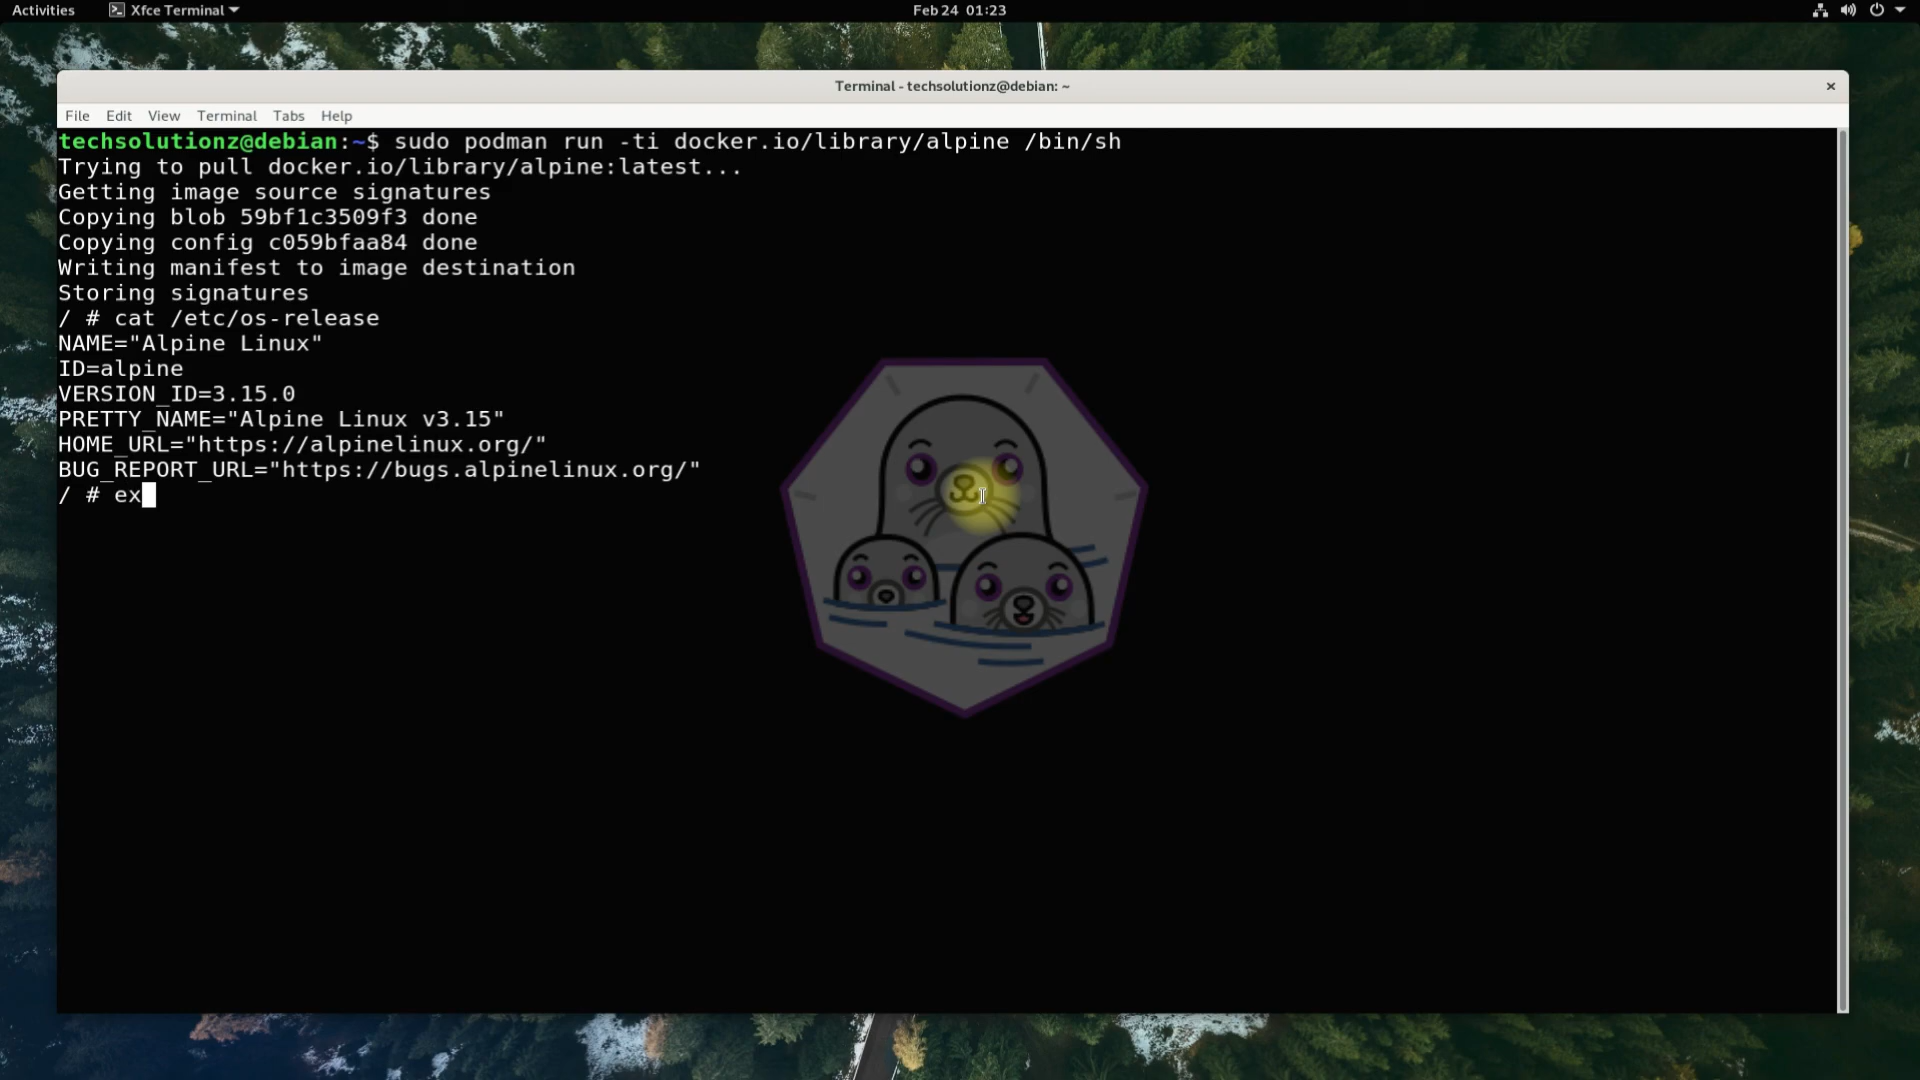 Activities Xfce Terminal Feb 24 01:23
Terminal - techsolutionz@debian: ~
File Edit View Terminal Tabs Help
techsolutionz@debian:~$ sudo podman run -ti docker.io/library/alpine /bin/sh
Trying to pull docker.io/library/alpine:latest...
Getting image source signatures
Copying blob 59bf1c3509f3 done
Copying config c059bfaa84 done
Writing manifest to image destination
Storing signatures
/ # cat /etc/os-release
NAME="Alpine Linux"
ID=alpine
VERSION_ID=3.15.0
PRETTY_NAME="Alpine Linux v3.15"
HOME_URL="https://alpinelinux.org/"
BUG_REPORT_URL="https://bugs.alpinelinux.org/"
/ # ex